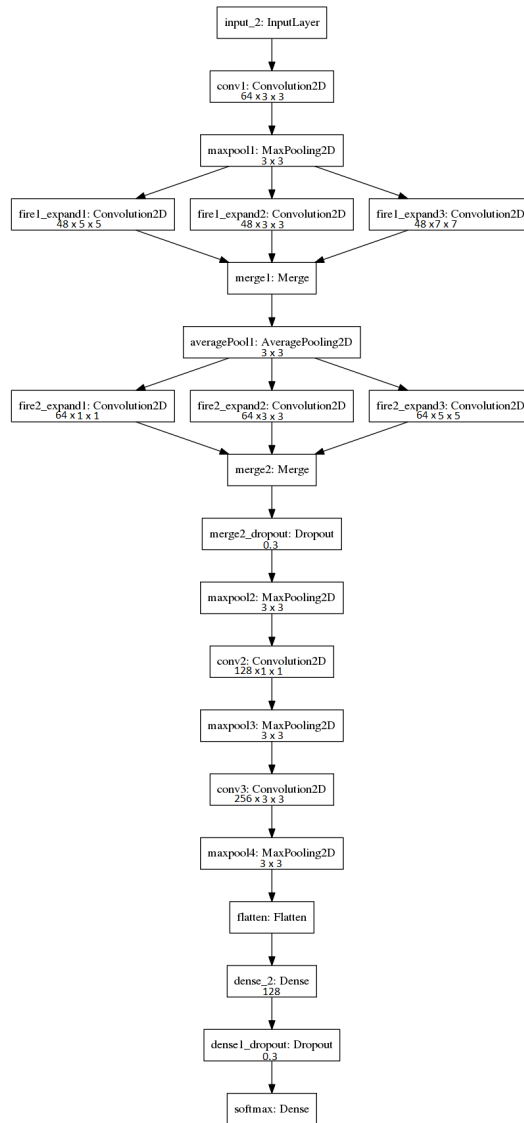 input_2: InputLayer
conv1: Convolution2D
64 x 3 x 3
maxpool1: MaxPooling2D
3 x 3
fire1_expand1: Convolution2D
48 x 5 x 5
fire1_expand2: Convolution2D
48 x 3 x 3
fire1_expand3: Convolution2D
48 x 7 x 7
merge1: Merge
averagePool1: AveragePooling2D
3 x 3
fire2_expand1: Convolution2D
64 x 1 x 1
fire2_expand2: Convolution2D
64 x 3 x 3
fire2_expand3: Convolution2D
64 x 5 x 5
merge2: Merge
merge2_dropout: Dropout
0.3
maxpool2: MaxPooling2D
3 x 3
conv2: Convolution2D
128 x 1 x 1
maxpool3: MaxPooling2D
3 x 3
conv3: Convolution2D
256 x 3 x 3
maxpool4: MaxPooling2D
3 x 3
flatten: Flatten
dense_2: Dense
128
dense1_dropout: Dropout
0.3
softmax: Dense